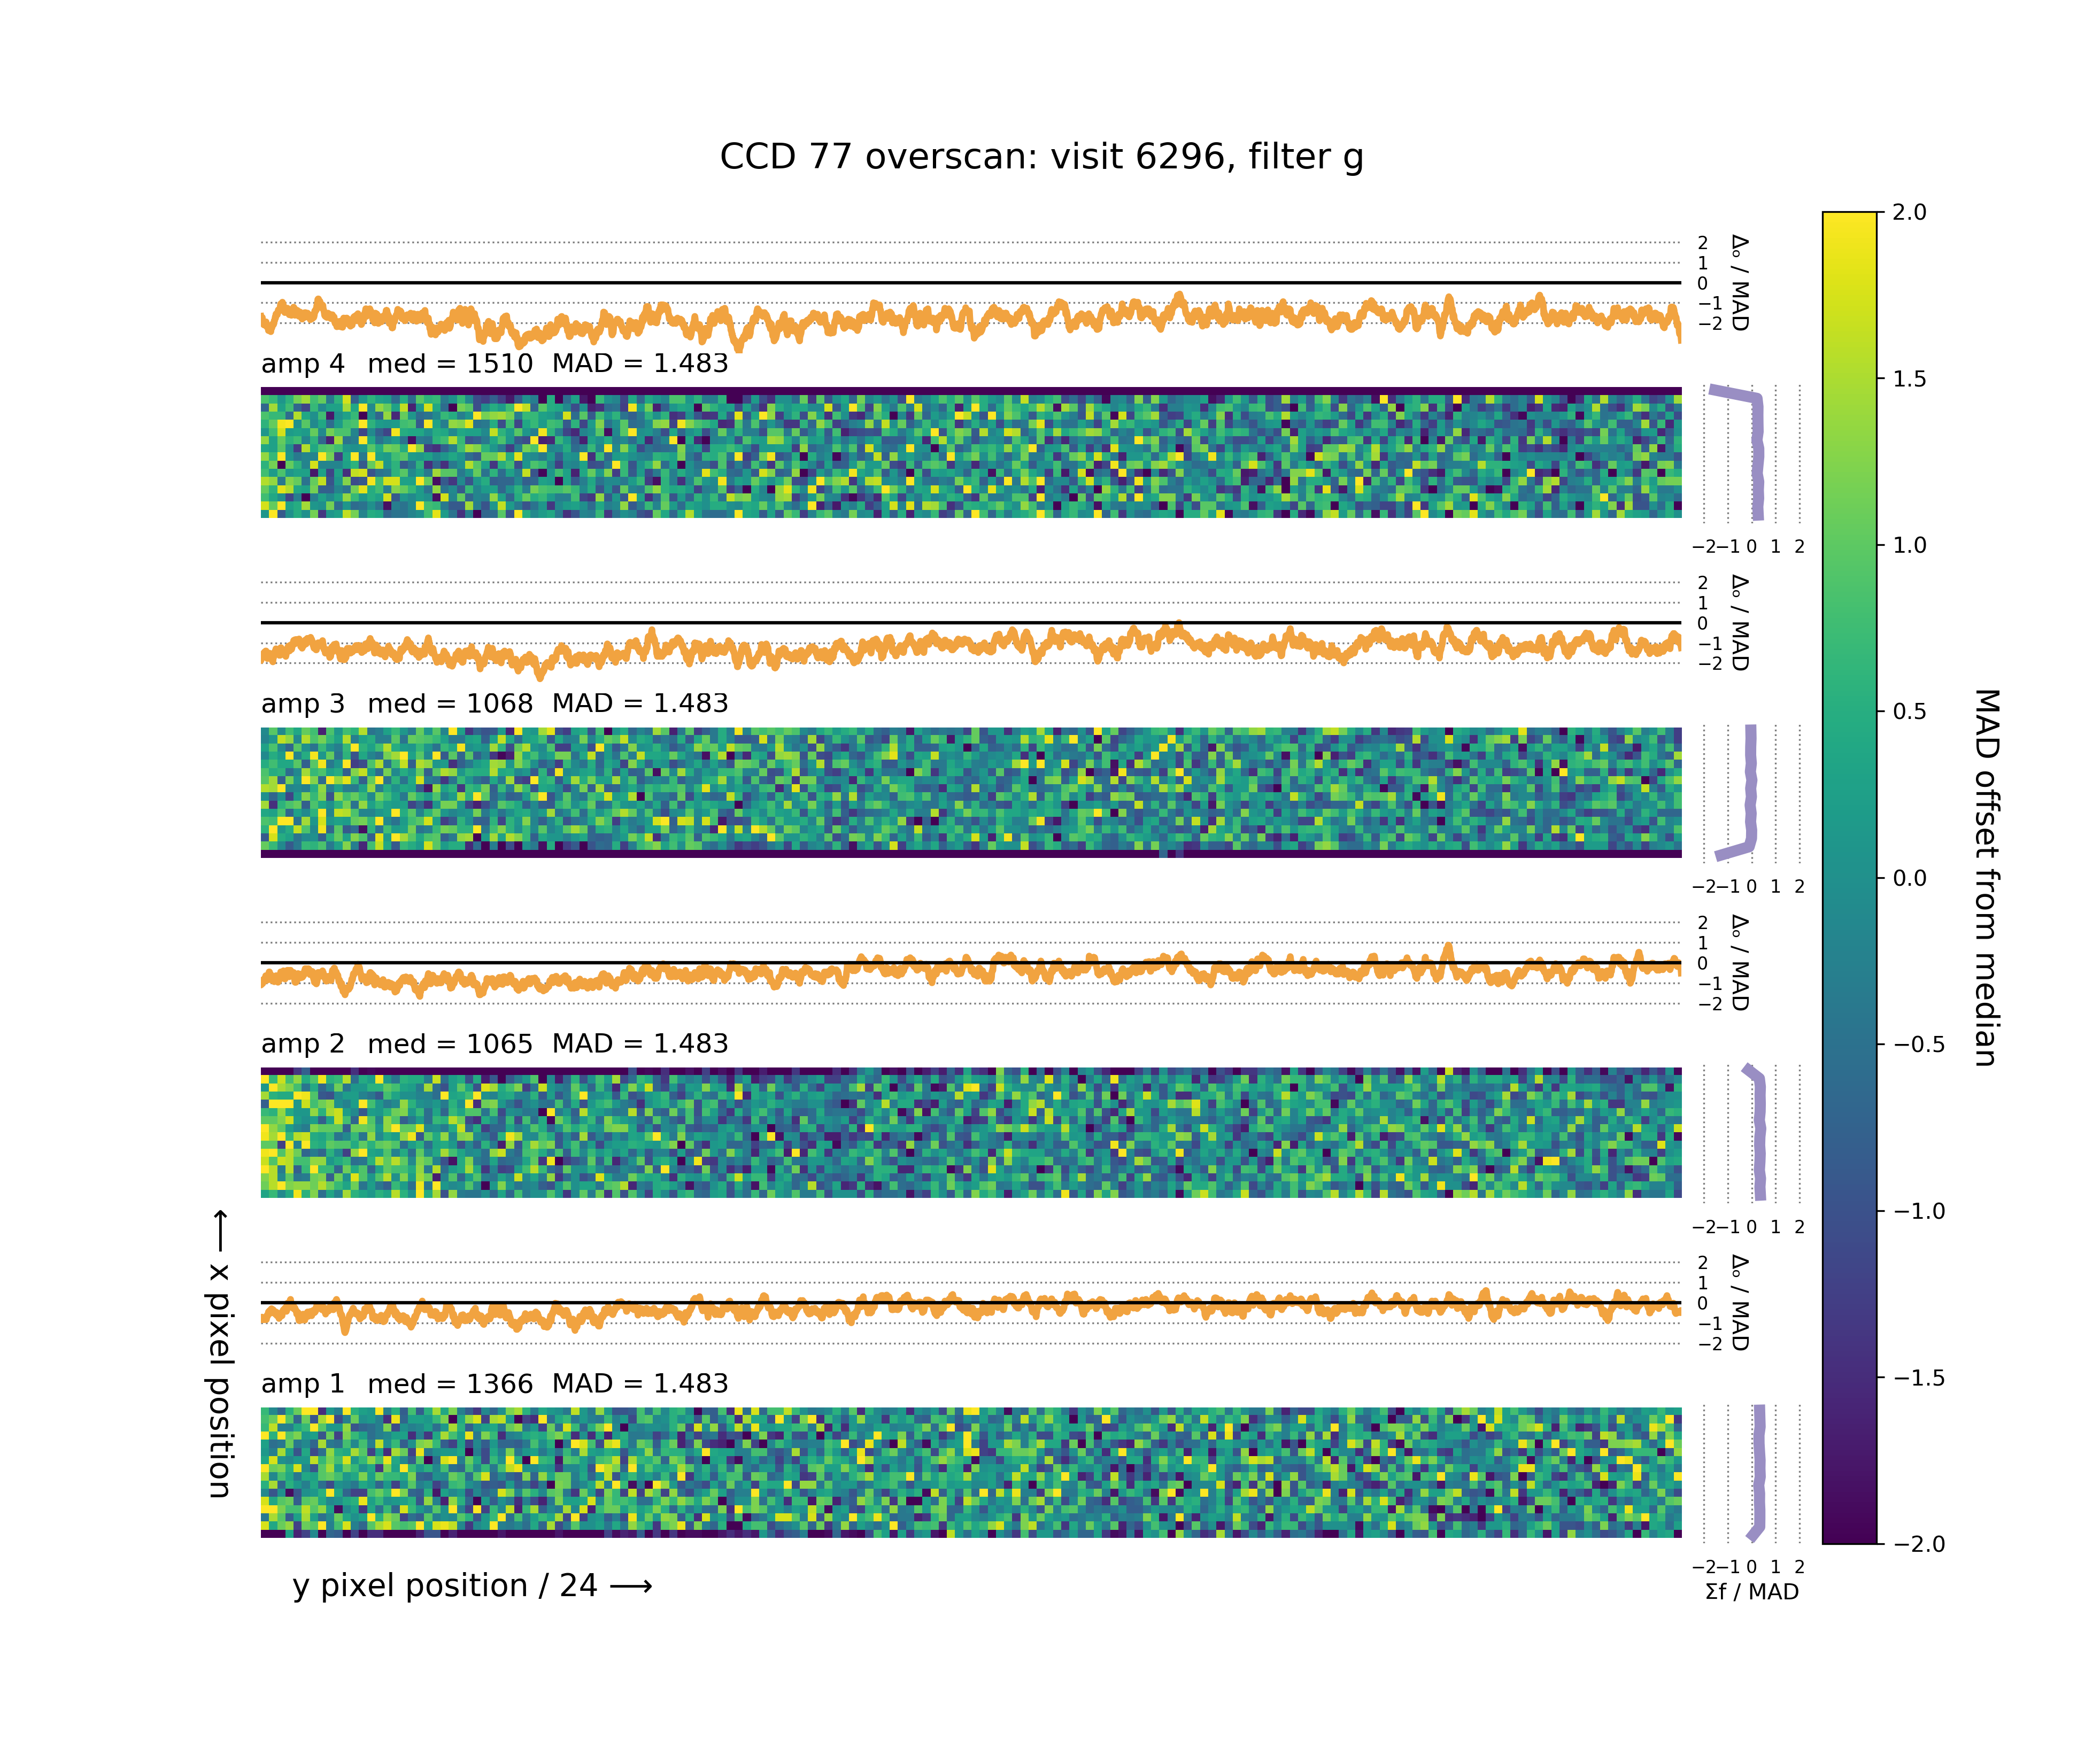 CCD 77 overscan: visit 6296, filter g
2
1
0
−1
−2
Δₒ / MAD
amp 4 med = 1510 MAD = 1.483
−2 −1 0 1 2
2
1
0
−1
−2
Δₒ / MAD
amp 3 med = 1068 MAD = 1.483
−2 −1 0 1 2
2
1
0
−1
−2
Δₒ / MAD
amp 2 med = 1065 MAD = 1.483
−2 −1 0 1 2
2
1
0
−1
−2
Δₒ / MAD
amp 1 med = 1366 MAD = 1.483
−2 −1 0 1 2
Σf / MAD
⟵ x pixel position
y pixel position / 24 ⟶
2.0
1.5
1.0
0.5
0.0
−0.5
−1.0
−1.5
−2.0
MAD offset from median